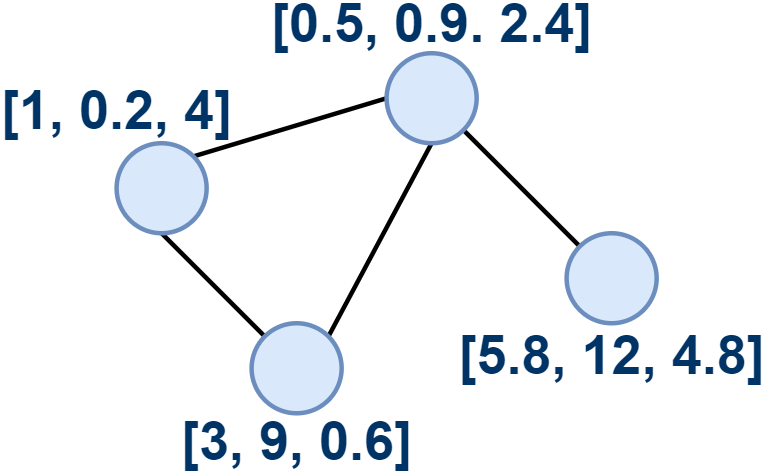 [0.5, 0.9. 2.4]
[1, 0.2, 4]
[5.8, 12, 4.8]
[3, 9, 0.6]